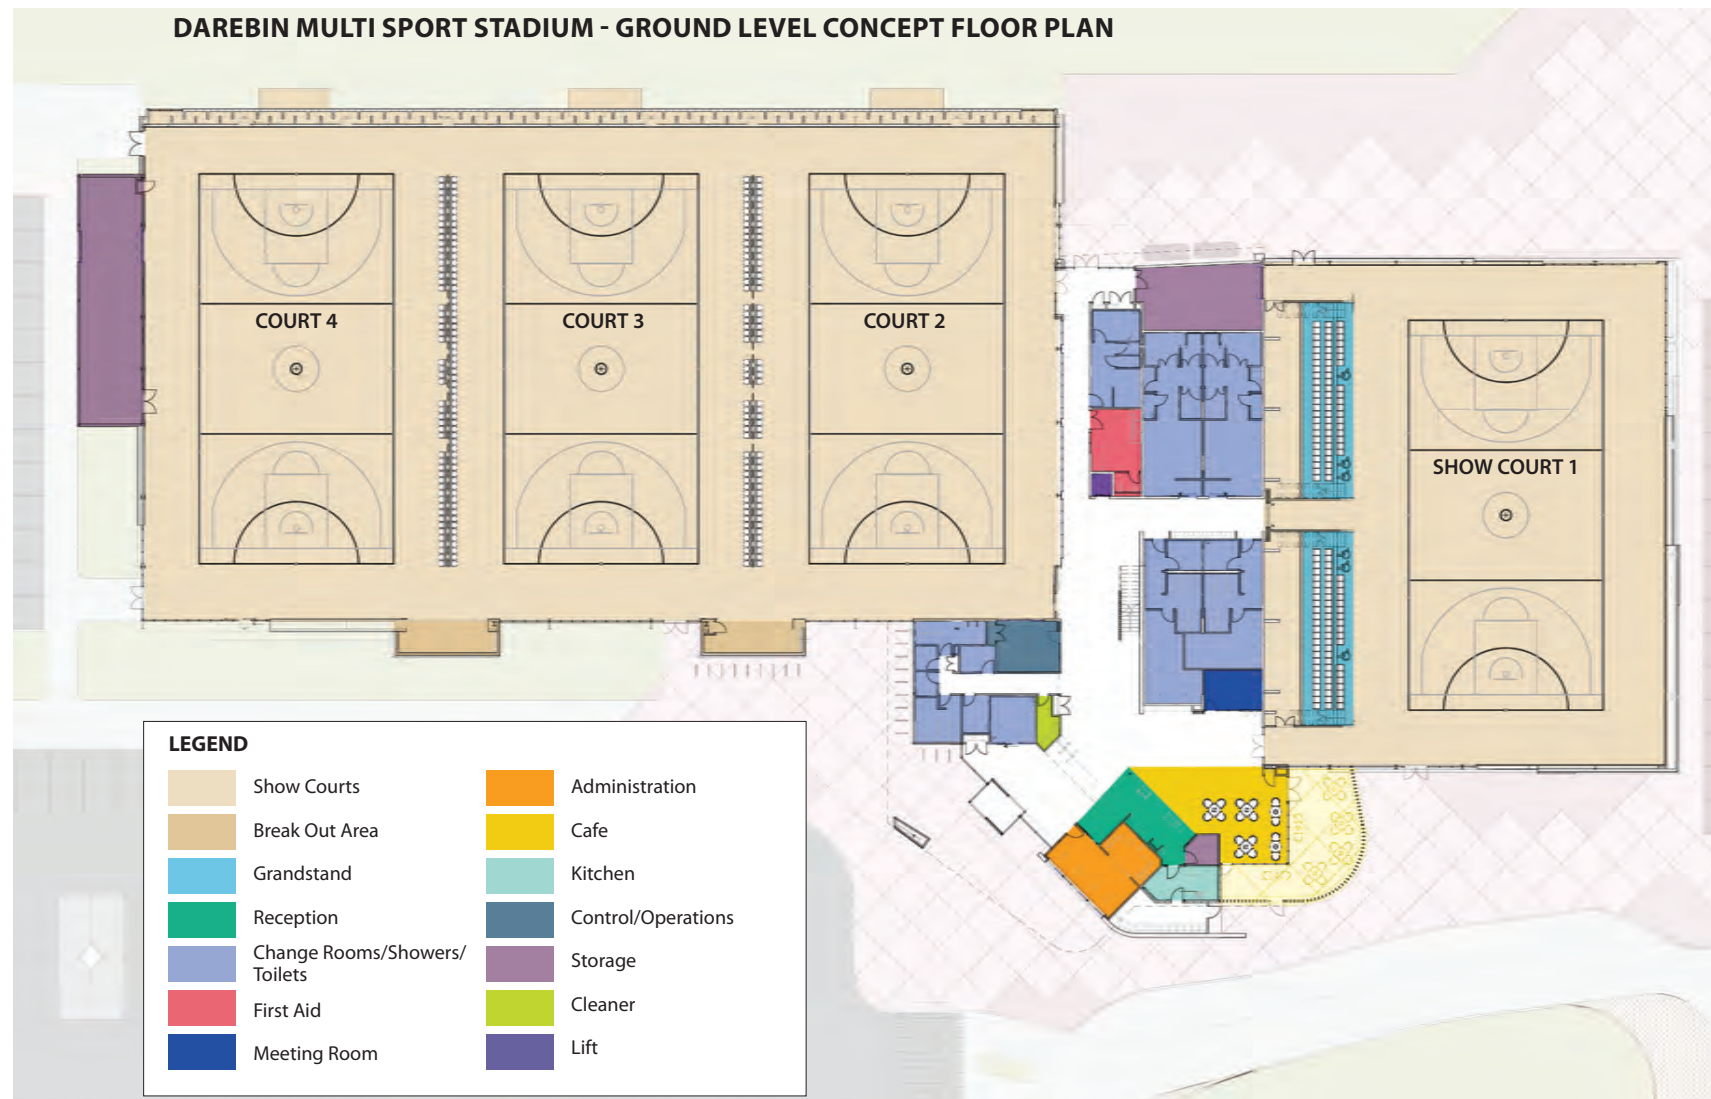 DAREBIN MULTI SPORT STADIUM - GROUND LEVEL CONCEPT FLOOR PLAN
COURT 4
COURT 3
COURT 2
SHOW COURT 1
LEGEND
Show Courts
Break Out Area
Grandstand
Reception
Change Rooms/Showers/
Toilets
First Aid
Meeting Room
Administration
Cafe
Kitchen
Control/Operations
Storage
Cleaner
Lift